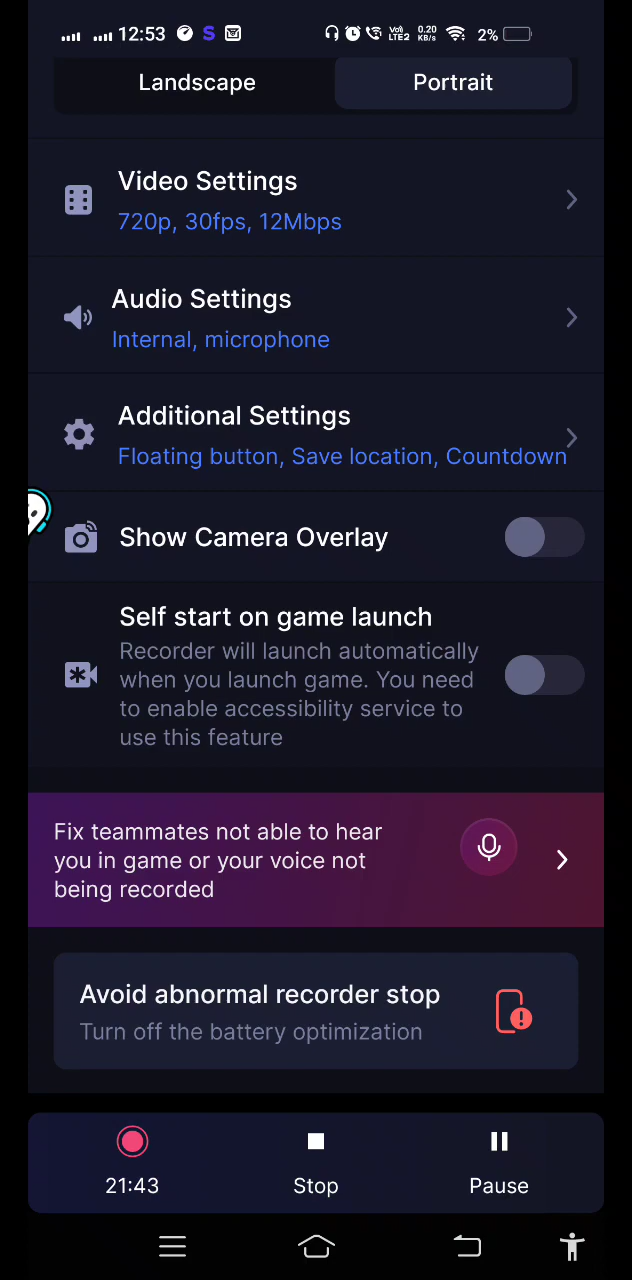 12:53 S VoD LTE2 0.20 KB/s 2%
Landscape Portrait
Video Settings
720p, 30fps, 12Mbps
Audio Settings
Internal, microphone
Additional Settings
Floating button, Save location, Countdown
Show Camera Overlay
Self start on game launch
Recorder will launch automatically
when you launch game. You need
to enable accessibility service to
use this feature
Fix teammates not able to hear
you in game or your voice not
being recorded
Avoid abnormal recorder stop
Turn off the battery optimization
21:43 Stop Pause